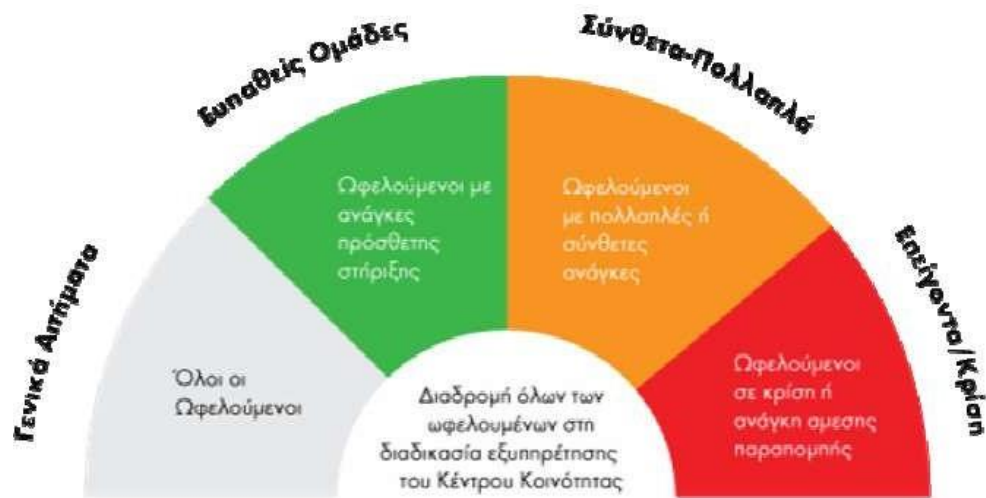 Γενικά Αιτήματα
Ευπαθείς Ομάδες
Σύνθετα-Πολλαπλά
Επείγοντα/Κρίση
Όλοι οι
Ωφελούμενοι
Ωφελούμενοι με
ανάγκες
πρόσθετης
στήριξης
Ωφελούμενοι
με πολλαπλές ή
σύνθετες
ανάγκες
Ωφελούμενοι
σε κρίση ή
ανάγκη αμεσης
παραπομπής
Διαδρομή όλων των
ωφελουμένων στη
διαδικασία εξυπηρέτησης
του Κέντρου Κοινότητας